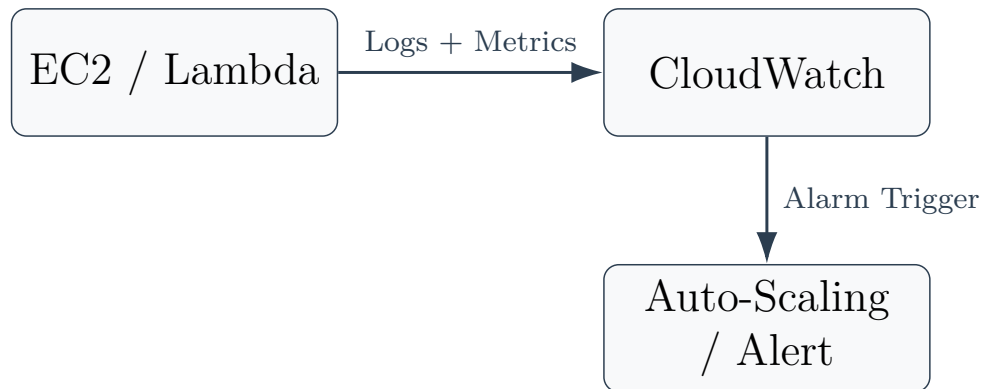 EC2 / Lambda
Logs + Metrics
CloudWatch
Alarm Trigger
Auto-Scaling
/ Alert